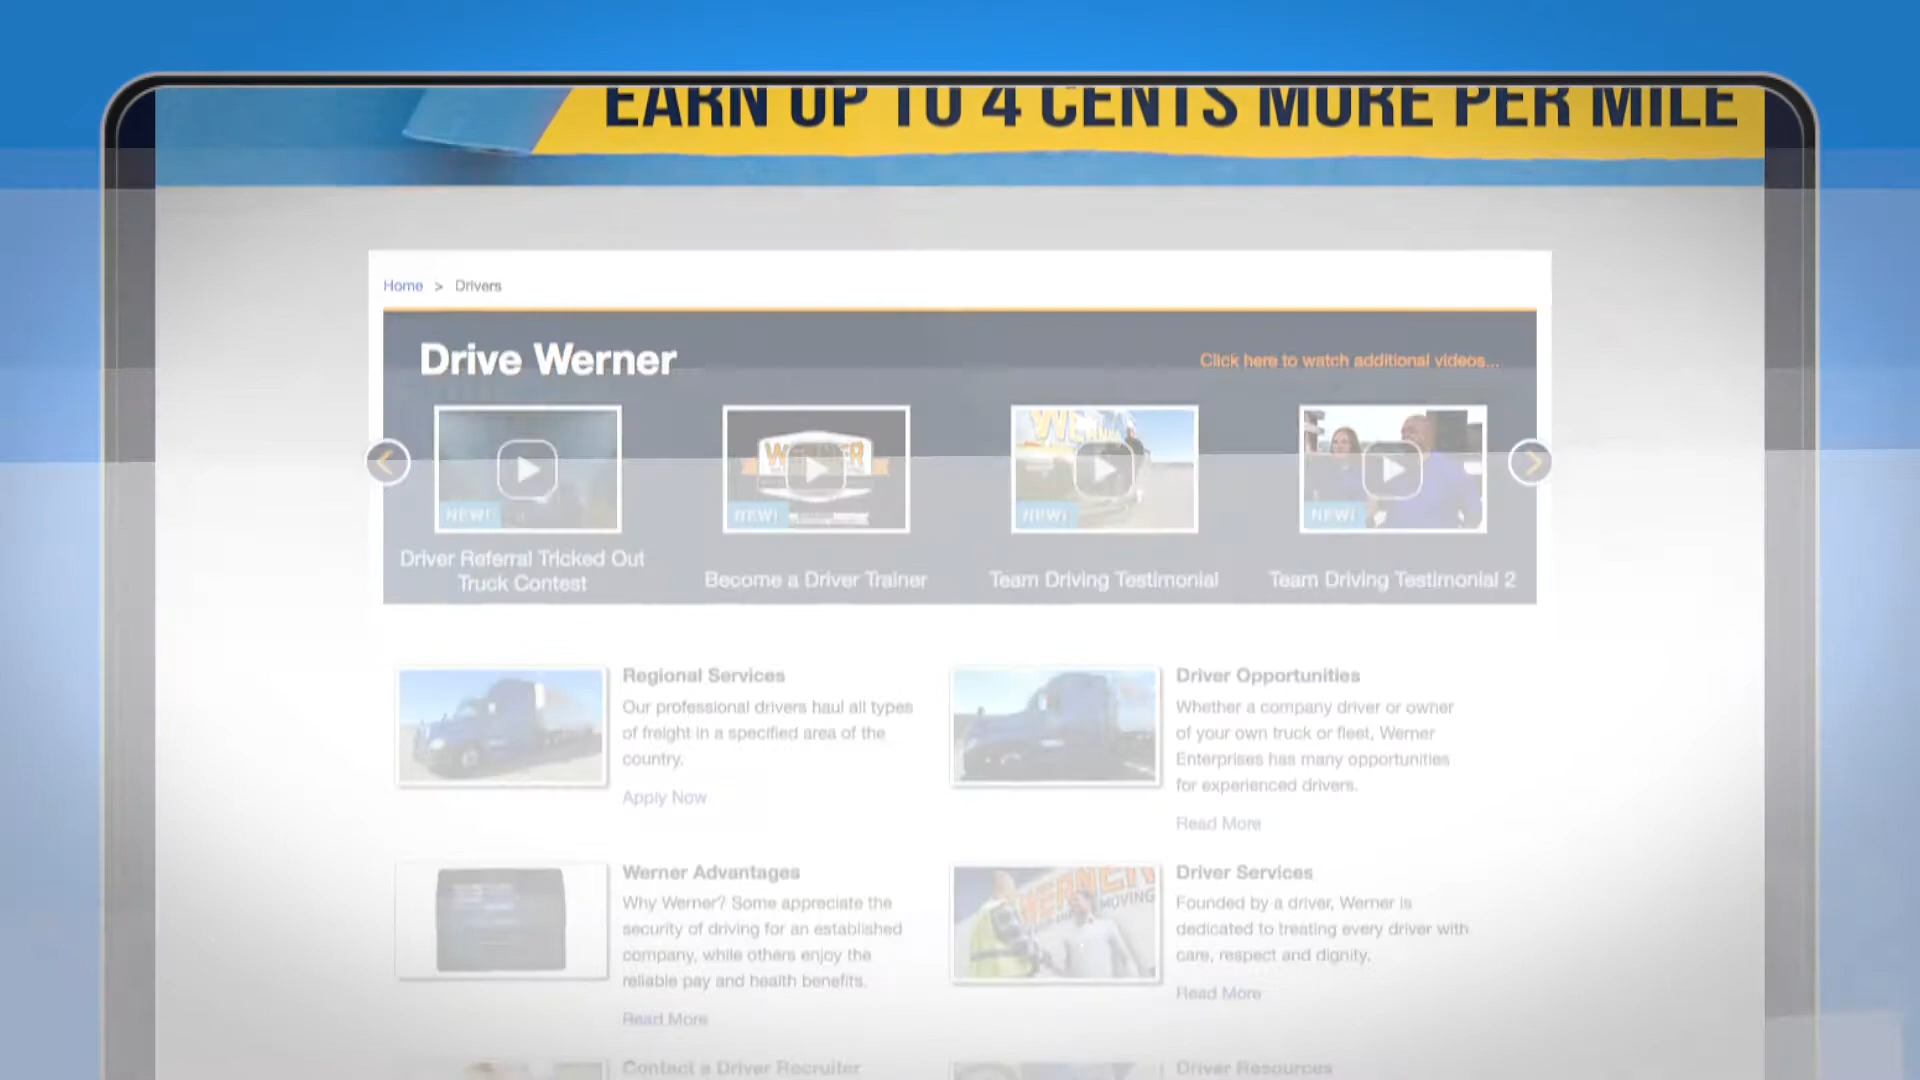 EARN UP TO 4 CENTS MORE PER MILE
Home > Drivers
Drive Werner
Click here to watch additional videos...
WERNER
NEW!
NEW!
NEW!
NEW!
Driver Referral Tricked Out
Truck Contest
Become a Driver Trainer
Team Driving Testimonial
Team Driving Testimonial 2
Regional Services
Our professional drivers haul all types
of freight in a specified area of the
country.
Apply Now
Driver Opportunities
Whether a company driver or owner
of your own truck or fleet, Werner
Enterprises has many opportunities
for experienced drivers.
Read More
Werner Advantages
Why Werner? Some appreciate the
security of driving for an established
company, while others enjoy the
reliable pay and health benefits.
Read More
WERNER
MOVING
Driver Services
Founded by a driver, Werner is
dedicated to treating every driver with
care, respect and dignity.
Read More
Contact a Driver Recruiter
Driver Resources